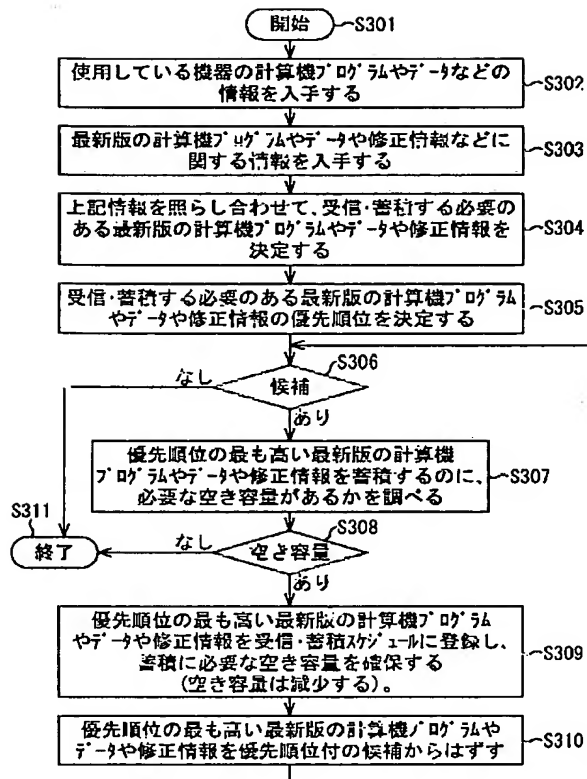 開始
S301
使用している機器の計算機プログラムやデータなどの
情報を入手する
S302
最新版の計算機プログラムやデータや修正情報などに
関する情報を入手する
S303
上記情報を照らし合わせて、受信・蓄積する必要の
ある最新版の計算機プログラムやデータや修正情報を
決定する
S304
受信・蓄積する必要のある最新版の計算機プログラム
やデータや修正情報の優先順位を決定する
S305
S306
なし
候補
あり
優先順位の最も高い最新版の計算機
プログラムやデータや修正情報を蓄積するのに、
必要な空き容量があるかを調べる
S307
S311
終了
なし
S308
空き容量
あり
優先順位の最も高い最新版の計算機プログラム
やデータや修正情報を受信・蓄積スケジュールに登録し、
蓄積に必要な空き容量を確保する
(空き容量は減少する)。
S309
優先順位の最も高い最新版の計算機プログラムや
データや修正情報を優先順位付の候補からはずす
S310